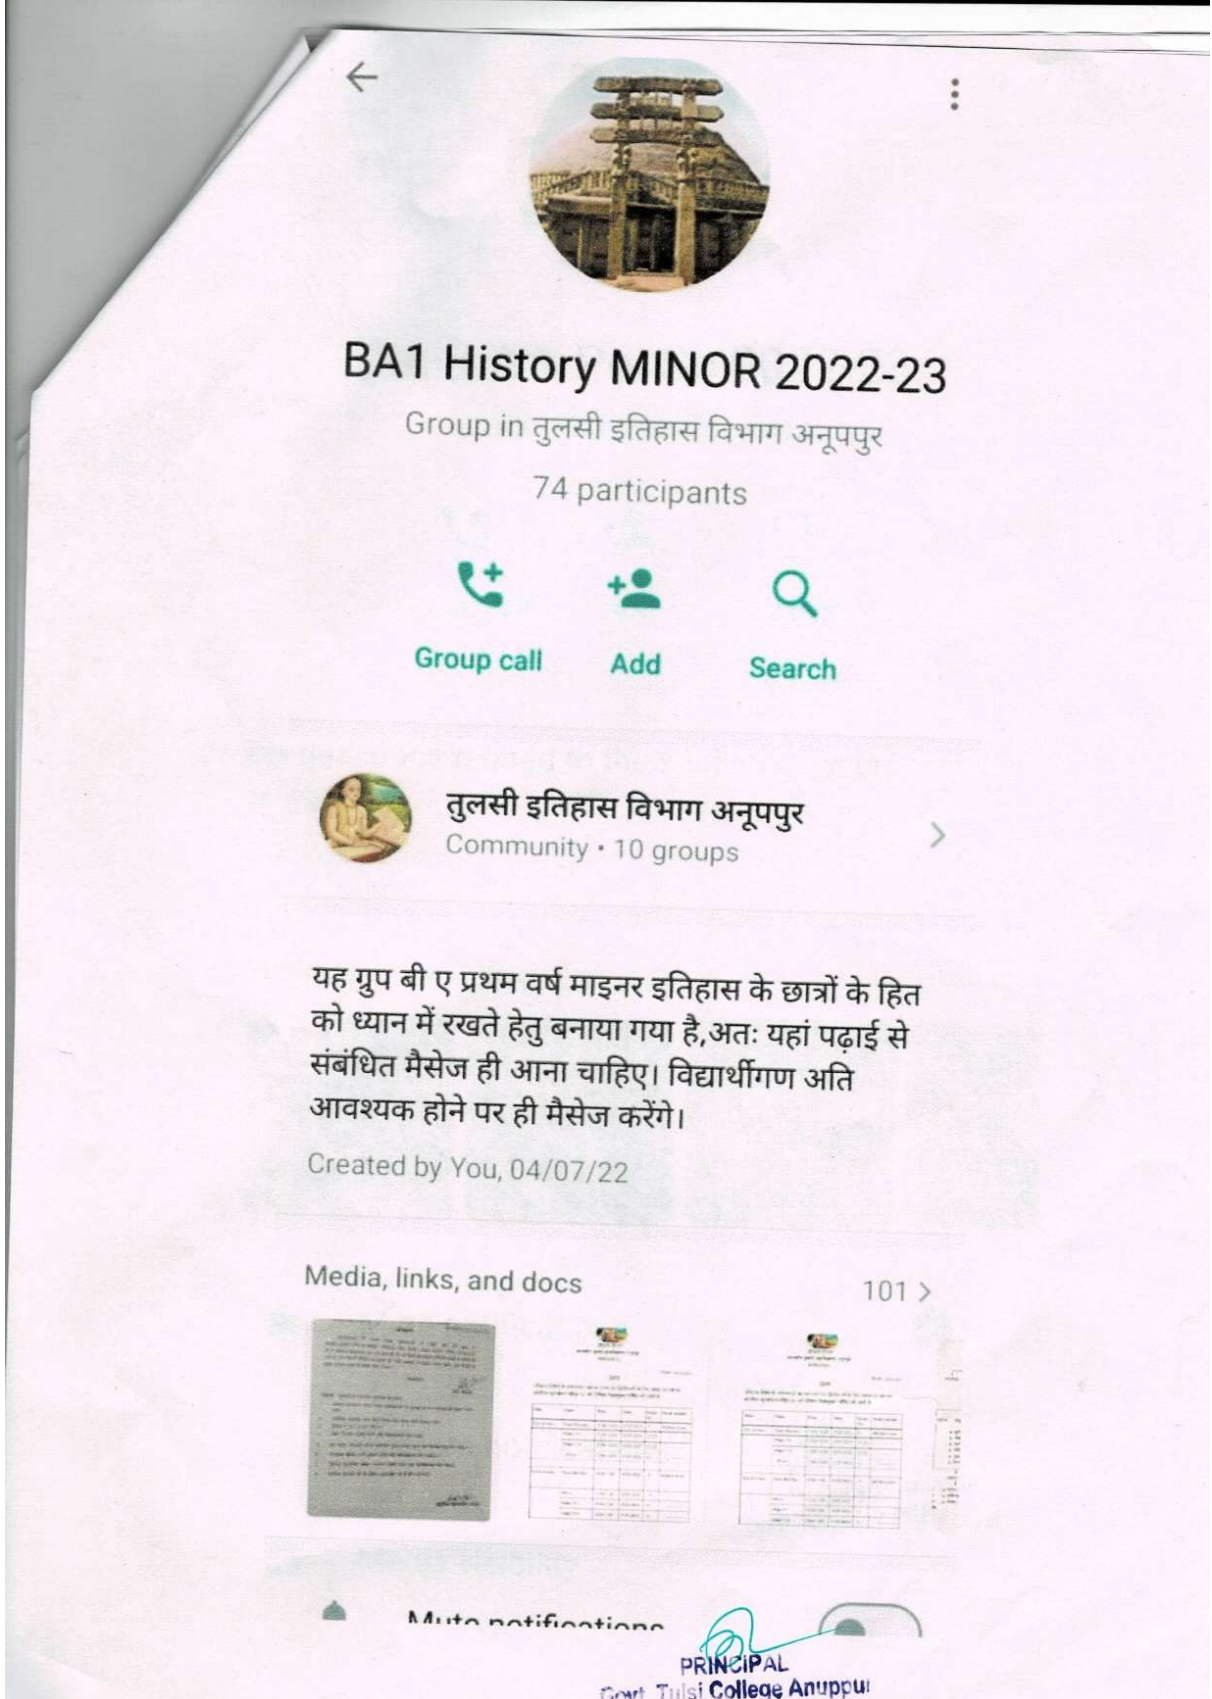 BA1 History MINOR 2022-23
Group in तुलसी इतिहास विभाग अनूपपुर
74 participants
Group call Add Search
तुलसी इतिहास विभाग अनूपपुर
Community • 10 groups
यह ग्रुप बी ए प्रथम वर्ष माइनर इतिहास के छात्रों के हित
को ध्यान में रखते हेतु बनाया गया है,अतः यहां पढ़ाई से
संबंधित मैसेज ही आना चाहिए। विद्यार्थीगण अति
आवश्यक होने पर ही मैसेज करेंगे।
Created by You, 04/07/22
Media, links, and docs 101
Mute notifications
PRINCIPAL
Govt. Tulsi College Anuppur